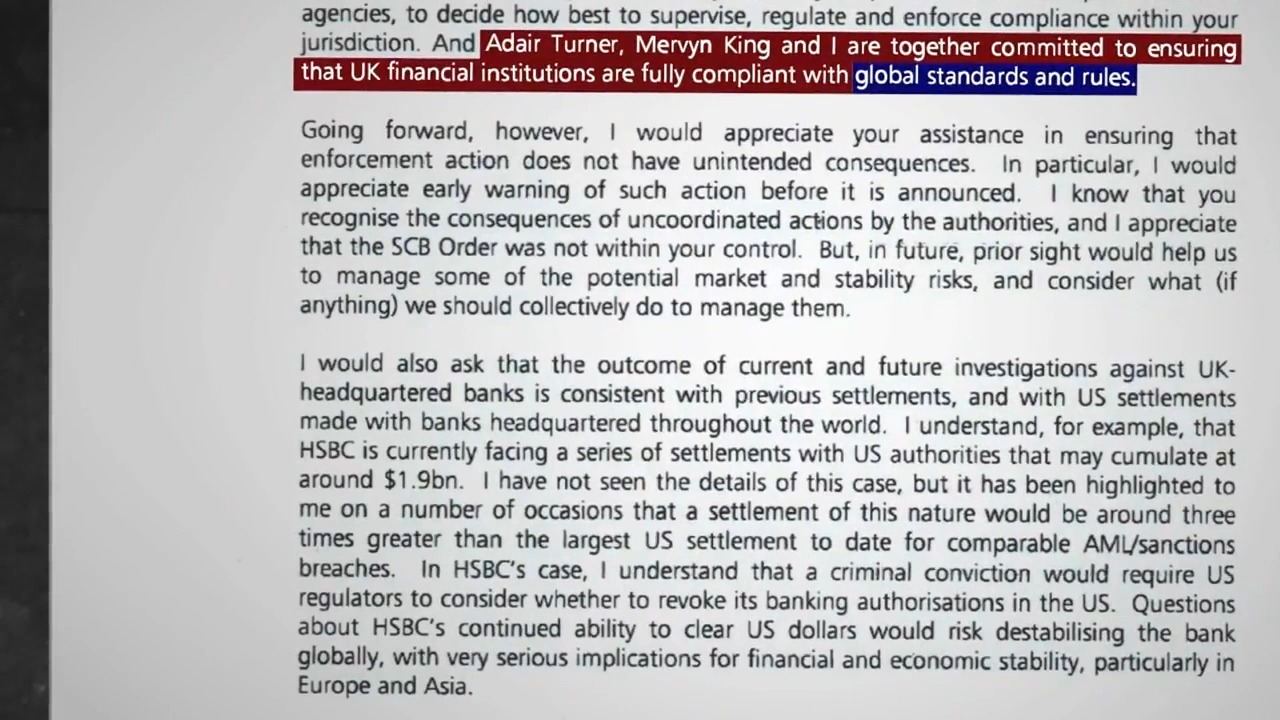 agencies, to decide how best to supervise, regulate and enforce compliance within your
jurisdiction. And Adair Turner, Mervyn King and I are together committed to ensuring
that UK financial institutions are fully compliant with global standards and rules.
Going forward, however, I would appreciate your assistance in ensuring that
enforcement action does not have unintended consequences. In particular, I would
appreciate early warning of such action before it is announced. I know that you
recognise the consequences of uncoordinated actions by the authorities, and I appreciate
that the SCB Order was not within your control. But, in future, prior sight would help us
to manage some of the potential market and stability risks, and consider what (if
anything) we should collectively do to manage them.
I would also ask that the outcome of current and future investigations against UK-
headquartered banks is consistent with previous settlements, and with US settlements
made with banks headquartered throughout the world. I understand, for example, that
HSBC is currently facing a series of settlements with US authorities that may cumulate at
around $1.9bn. I have not seen the details of this case, but it has been highlighted to
me on a number of occasions that a settlement of this nature would be around three
times greater than the largest US settlement to date for comparable AML/sanctions
breaches. In HSBC's case, I understand that a criminal conviction would require US
regulators to consider whether to revoke its banking authorisations in the US. Questions
about HSBC's continued ability to clear US dollars would risk destabilising the bank
globally, with very serious implications for financial and economic stability, particularly in
Europe and Asia.